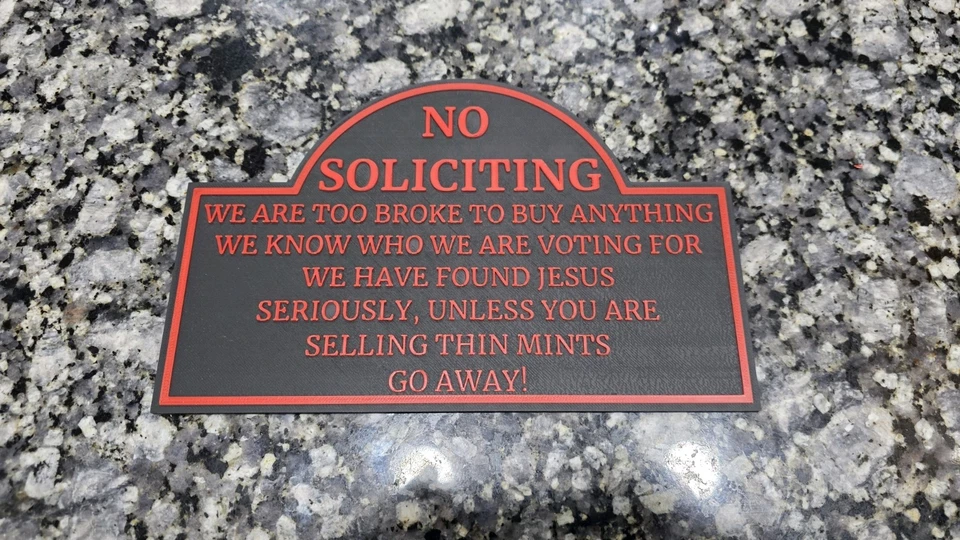 NO
SOLICITING
WE ARE TOO BROKE TO BUY ANYTHING
WE KNOW WHO WE ARE VOTING FOR
WE HAVE FOUND JESUS
SERIOUSLY, UNLESS YOU ARE
SELLING THIN MINTS
GO AWAY!